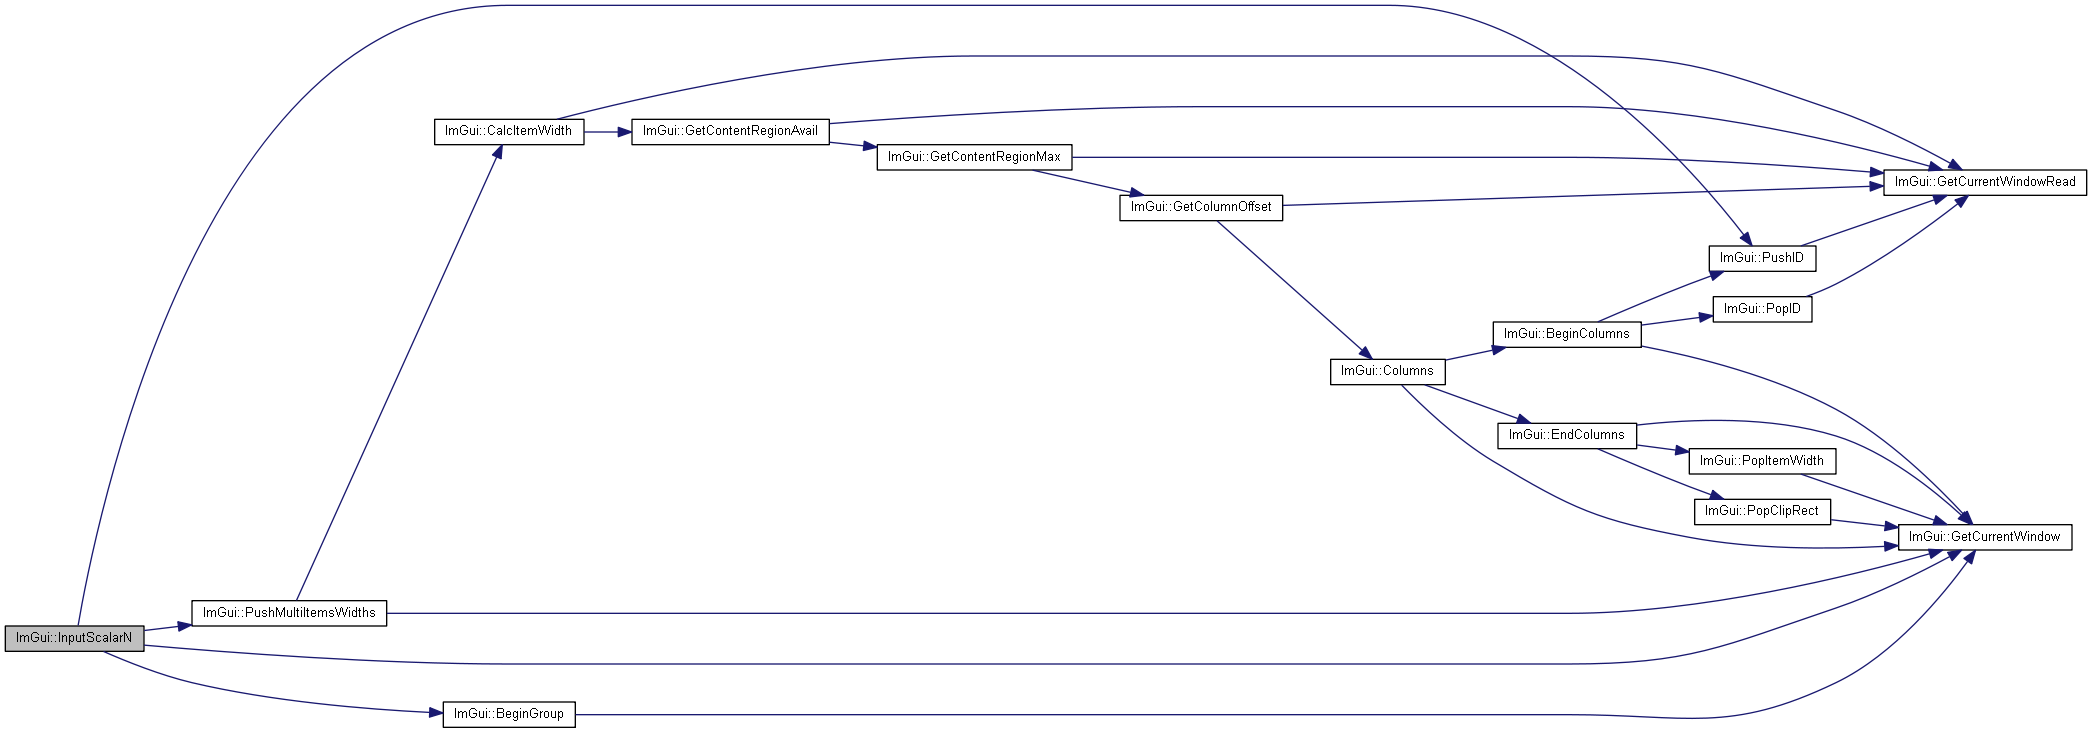 ImGui::CalcItemWidth
ImGui::GetContentRegionAvail
ImGui::GetContentRegionMax
ImGui::GetCurrentWindowRead
ImGui::GetColumnOffset
ImGui::PushID
ImGui::PopID
ImGui::BeginColumns
ImGui::Columns
ImGui::EndColumns
ImGui::PopItemWidth
ImGui::PopClipRect
ImGui::GetCurrentWindow
ImGui::PushMultiItemsWidths
ImGui::InputScalarN
ImGui::BeginGroup